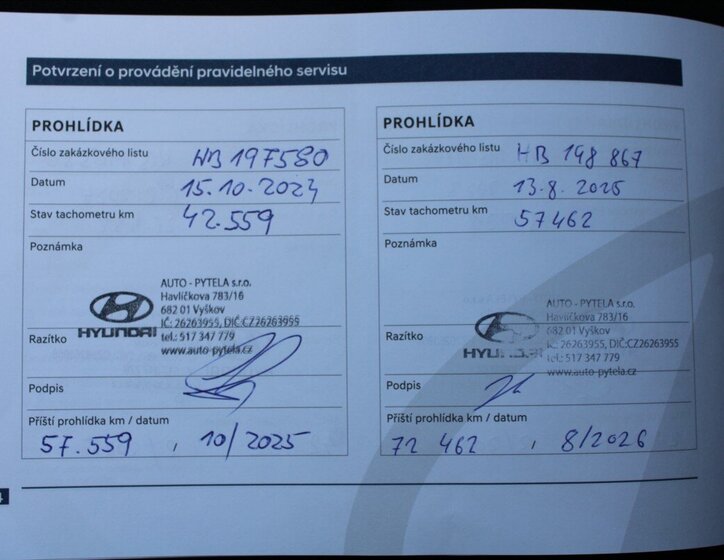 Potvrzení o provádění pravidelného servisu
PROHLÍDKA
Číslo zakázkového listu HB 197580
Datum 15.10.2024
Stav tachometru km 42.559
Poznámka
AUTO - PYTELA s.r.o.
Havlíčkova 783/16
682 01 Vyškov
IČ: 26263955, DIČ:CZ26263955
HYUNDAI
tel.: 517 347 779
www.auto-pytela.cz
Razítko
Podpis
Příští prohlídka km / datum
57.559 , 10/2025
PROHLÍDKA
Číslo zakázkového listu HB 198 867
Datum 13.8.2025
Stav tachometru km 57462
Poznámka
AUTO - PYTELA s.r.o.
Havlíčkova 783/16
682 01 Vyškov
IČ: 26263955, DIČ:CZ26263955
HYUNDAI
tel.: 517 347 779
www.auto-pytela.cz
Razítko
Podpis
Příští prohlídka km / datum
72 462 , 8/2026